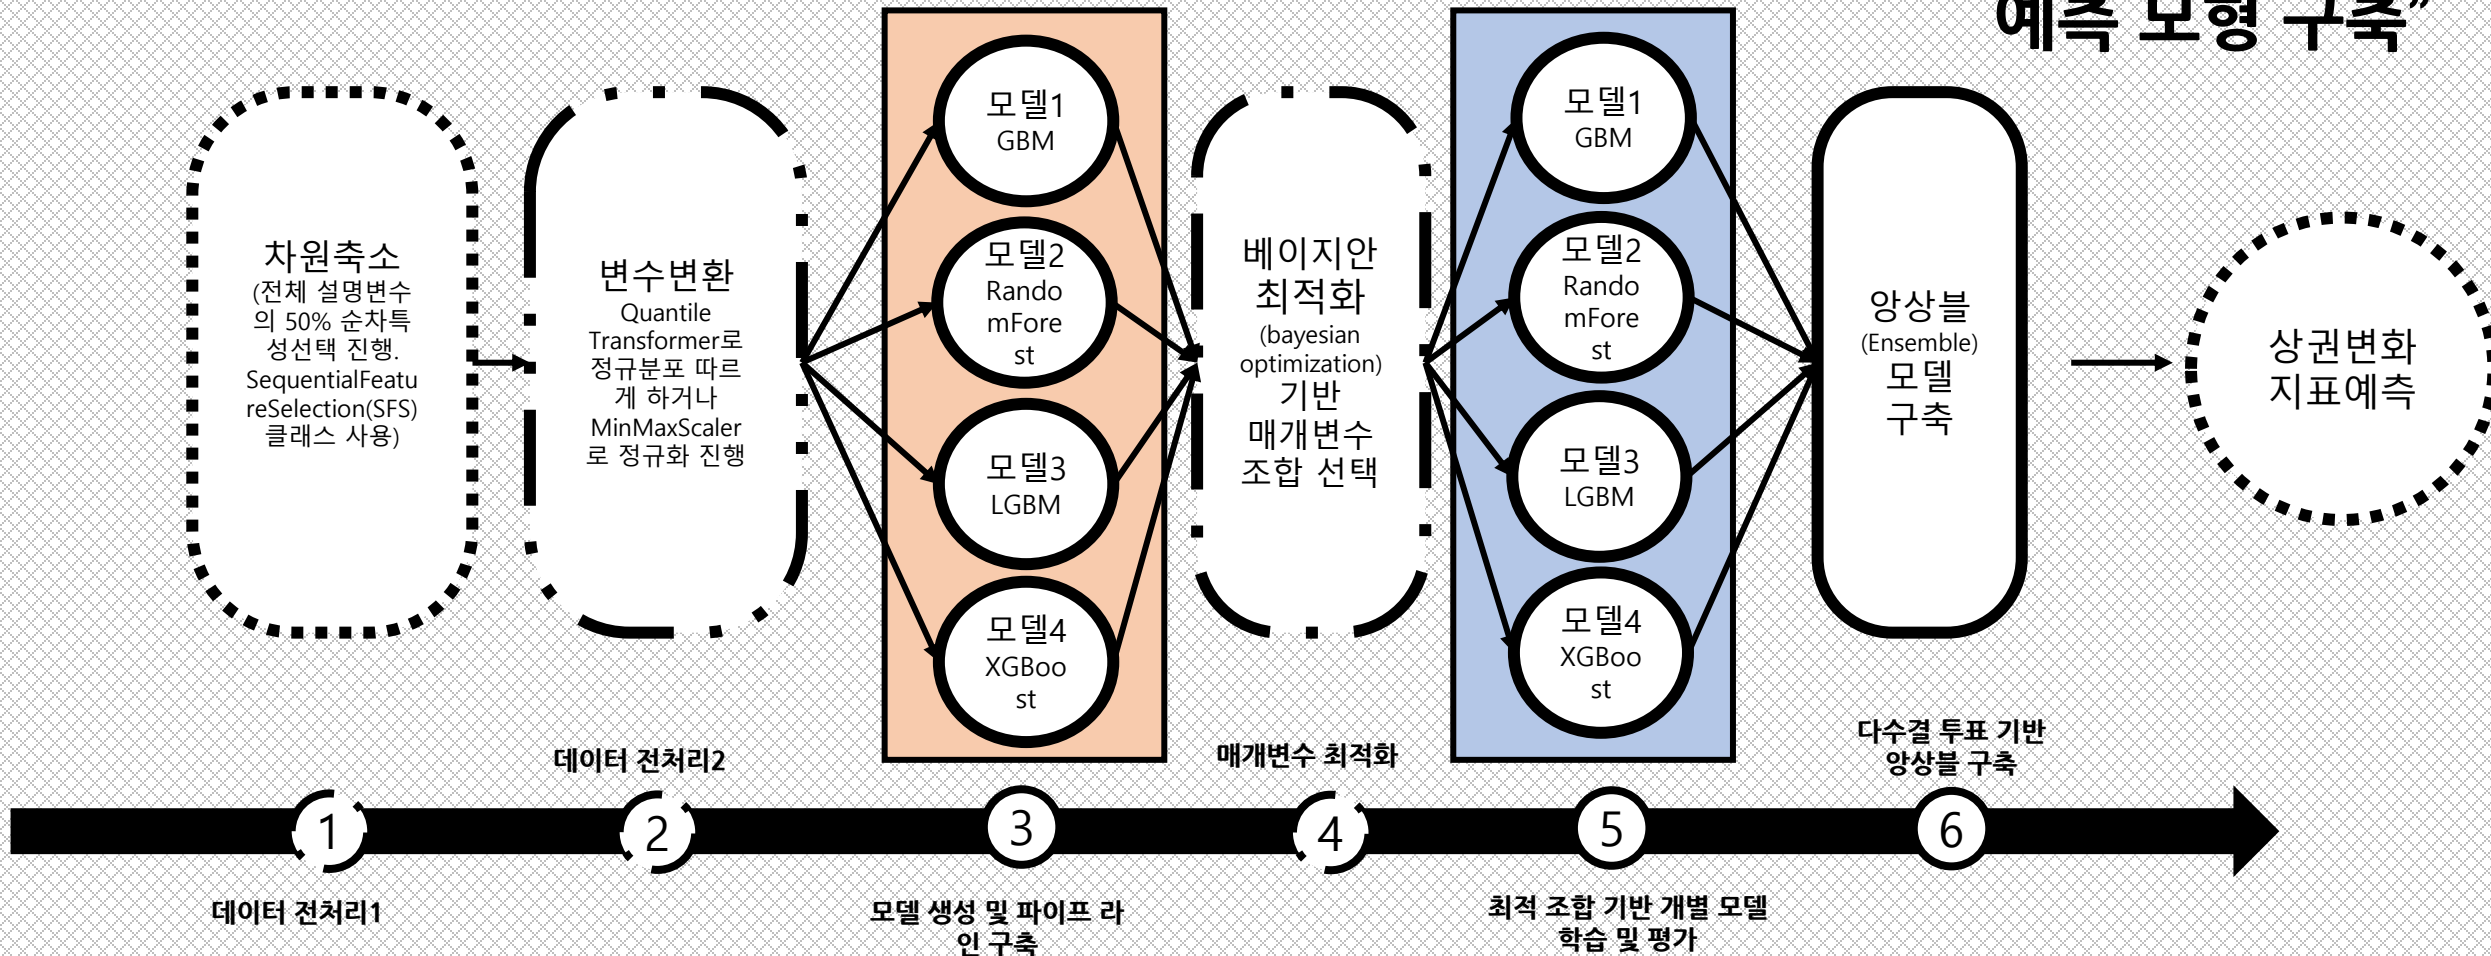 예측 모형 구축”
차원축소
(전체 설명변수
의 50% 순차특
성선택 진행.
SequentialFeatu
reSelection(SFS)
클래스 사용)
변수변환
Quantile
Transformer로
정규분포 따르
게 하거나
MinMaxScaler
로 정규화 진행
모델1
GBM
모델2
Rando
mFore
st
모델3
LGBM
모델4
XGBoo
st
베이지안
최적화
(bayesian
optimization)
기반
매개변수
조합 선택
모델1
GBM
모델2
Rando
mFore
st
모델3
LGBM
모델4
XGBoo
st
앙상블
(Ensemble)
모델
구축
상권변화
지표예측
데이터 전처리2
매개변수 최적화
다수결 투표 기반
앙상블 구축
1
2
3
4
5
6
데이터 전처리1
모델 생성 및 파이프 라
인 구축
최적 조합 기반 개별 모델
학습 및 평가